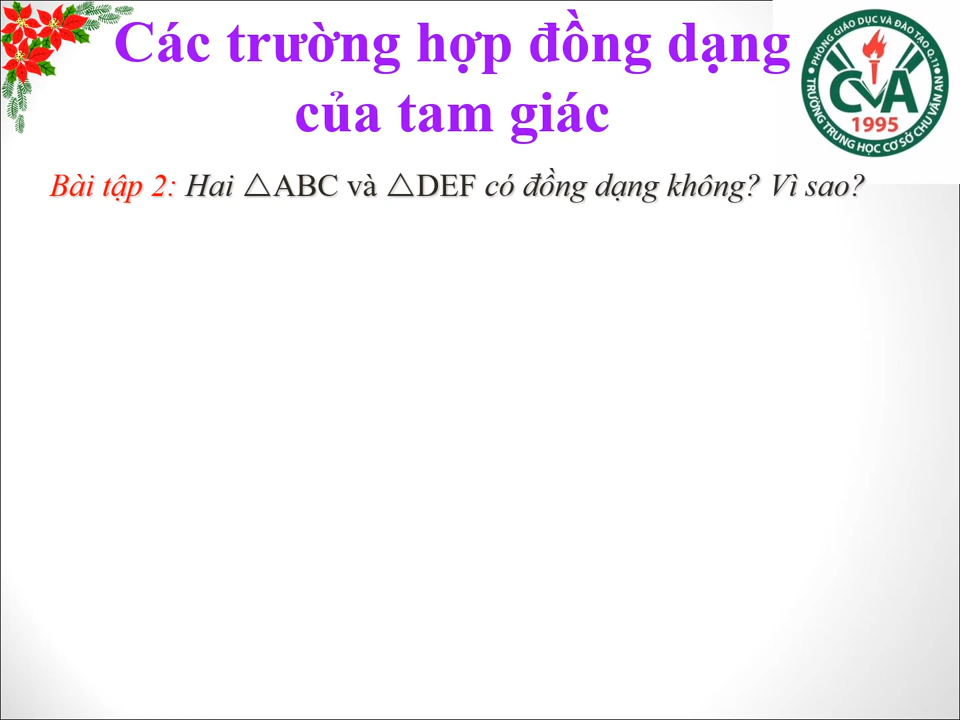 Các trường hợp đồng dạng
của tam giác
PHÒNG GIÁO DỤC VÀ ĐÀO TẠO Q.11
CVA
1995
TRƯỜNG TRUNG HỌC CƠ SỞ CHU VĂN AN
Bài tập 2: Hai △ABC và △DEF có đồng dạng không? Vì sao?